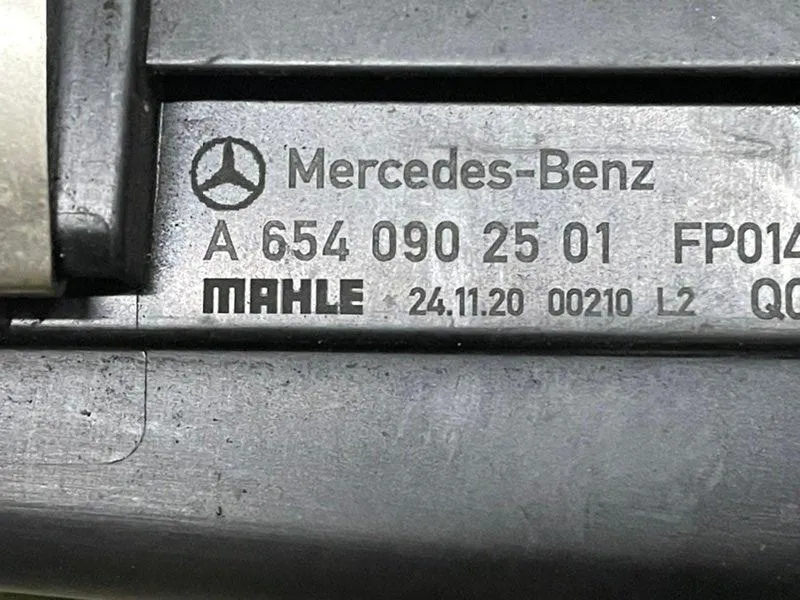 Mercedes-Benz
A 654 090 25 01 FP014
MAHLE 24.11.20 00210 L2